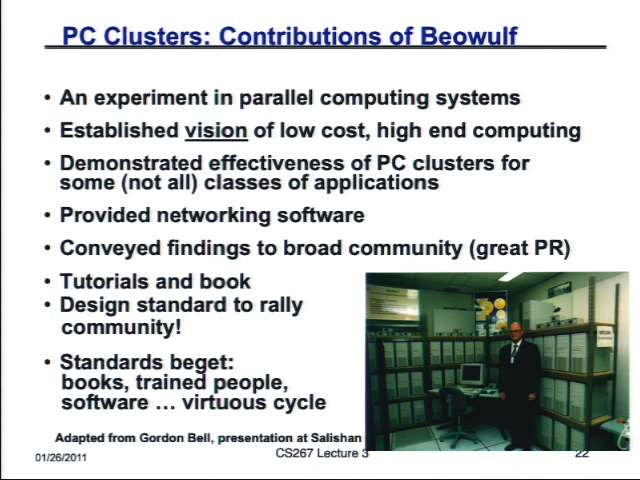 PC Clusters: Contributions of Beowulf
• An experiment in parallel computing systems
• Established vision of low cost, high end computing
• Demonstrated effectiveness of PC clusters for
some (not all) classes of applications
• Provided networking software
• Conveyed findings to broad community (great PR)
• Tutorials and book
• Design standard to rally
community!
• Standards beget:
books, trained people,
software … virtuous cycle
Adapted from Gordon Bell, presentation at Salishan
01/26/2011
CS267 Lecture 3
22